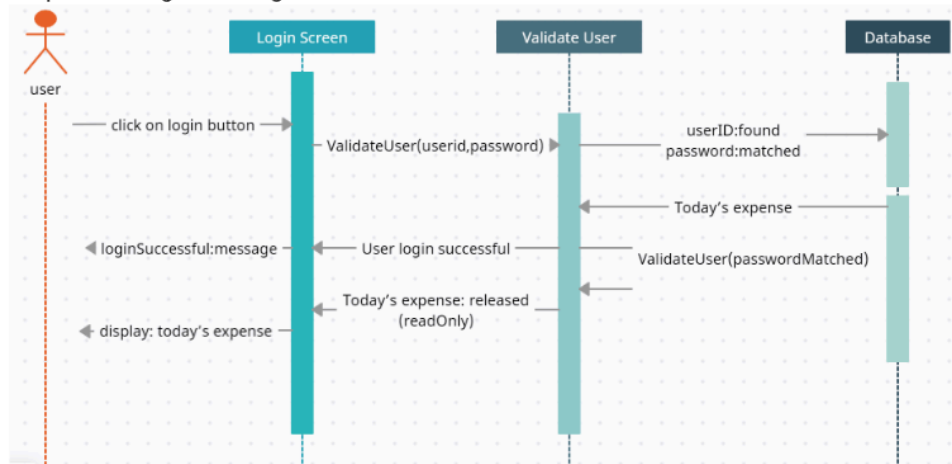 Login Screen
Validate User
Database
user
click on login button
ValidateUser(userid,password)
userID:found
password:matched
Today's expense
loginSuccessful:message
User login successful
ValidateUser(passwordMatched)
Today's expense: released
(readOnly)
display: today's expense